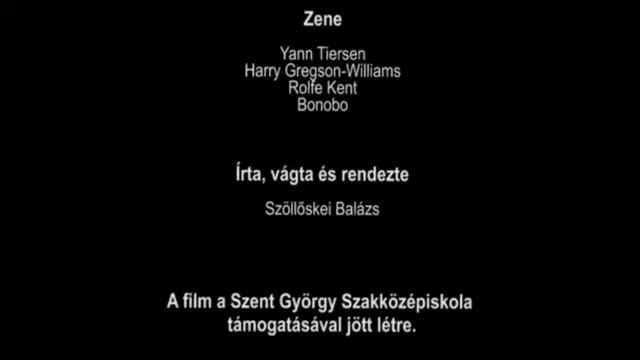 Zene
Yann Tiersen
Harry Gregson-Williams
Rolfe Kent
Bonobo
Írta, vágta és rendezte
Szöllőskei Balázs
A film a Szent György Szakközépiskola
támogatásával jött létre.